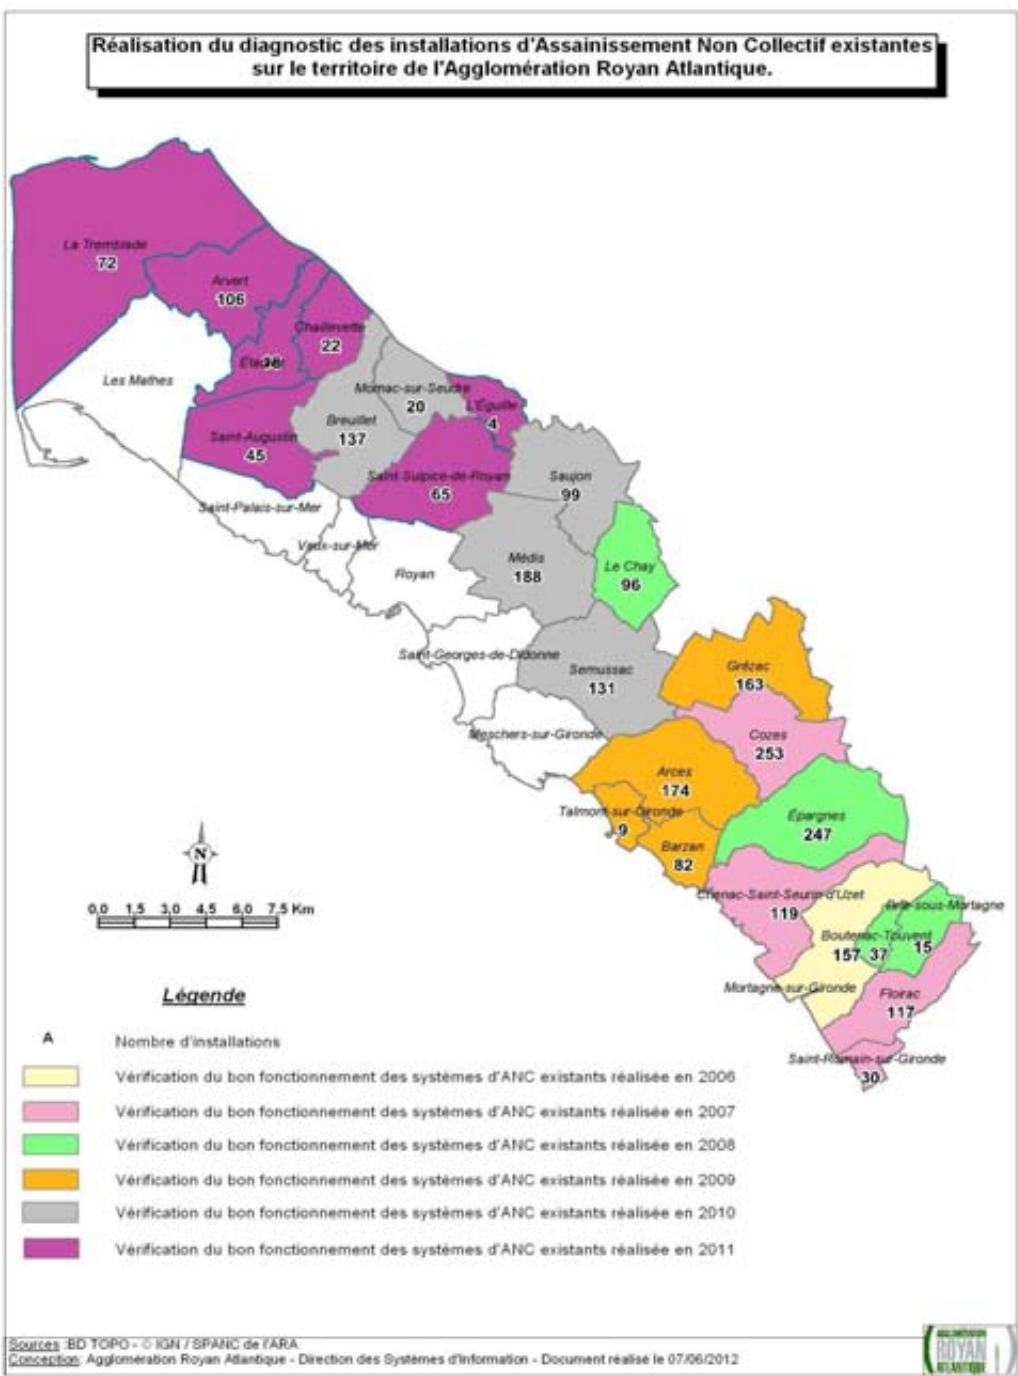 Réalisation du diagnostic des installations d'Assainissement Non Collectif existantes
sur le territoire de l'Agglomération Royan Atlantique.
La Tremblade
72
Arvert
106
Chaillevette
22
Les Mathes
Mornac-sur-Seudre
20
L'Éguille
4
Breuillet
137
Saint-Augustin
45
Saint-Sulpice-de-Royan
65
Saujon
99
Saint-Palais-sur-Mer
Vaux-sur-Mer
Royan
Médis
188
Le Chay
96
Saint-Georges-de-Didonne
Semussac
131
Grézac
163
Meschers-sur-Gironde
Cozes
253
Arces
174
Talmont-sur-Gironde
9
Barzan
82
Épargnes
247
Chenac-Saint-Seurin-d'Uzet
119
Brie-sous-Mortagne
15
Boutenac-Touvent
157
37
Mortagne-sur-Gironde
Floirac
117
Saint-Romain-sur-Gironde
30
N
0,0 1,5 3,0 4,5 6,0 7,5 Km
Légende
A Nombre d'installations
Vérification du bon fonctionnement des systèmes d'ANC existants réalisée en 2006
Vérification du bon fonctionnement des systèmes d'ANC existants réalisée en 2007
Vérification du bon fonctionnement des systèmes d'ANC existants réalisée en 2008
Vérification du bon fonctionnement des systèmes d'ANC existants réalisée en 2009
Vérification du bon fonctionnement des systèmes d'ANC existants réalisée en 2010
Vérification du bon fonctionnement des systèmes d'ANC existants réalisée en 2011
Sources :BD TOPO - © IGN / SPANC de l'ARA
Conception: Agglomération Royan Atlantique - Direction des Systèmes d'Information - Document réalisé le 07/06/2012
AGGLOMÉRATION
ROYAN
ATLANTIQUE